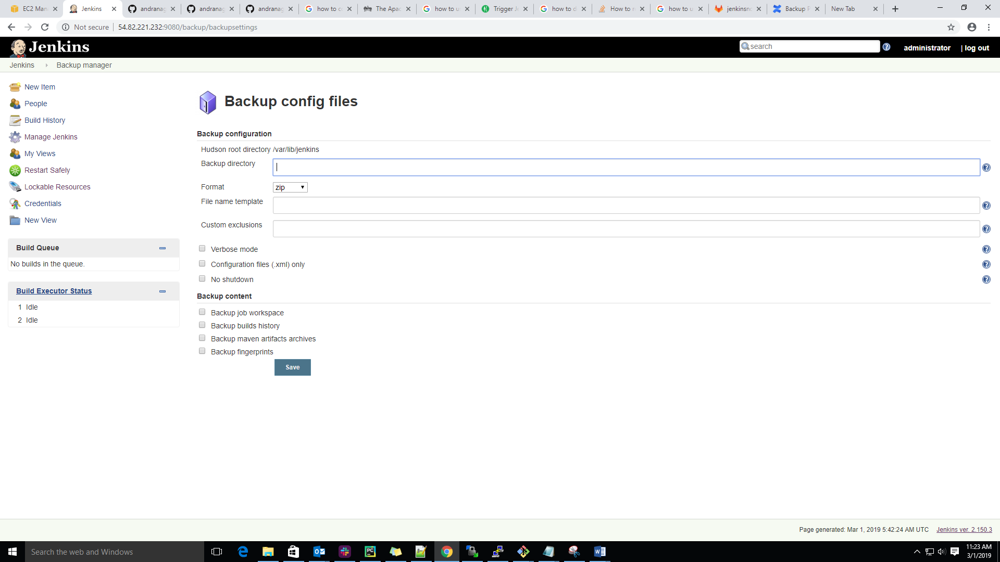 EC2 Man
Jenkins
andranag
andranag
andranag
how to c
The Apac
how to u
Trigger Je
how to d
How to r
how to u
jenkinsno
Backup P
New Tab
Not secure
54.82.221.232:9080/backup/backupsettings
Jenkins
search
administrator
| log out
Jenkins
Backup manager
New Item
People
Build History
Manage Jenkins
My Views
Restart Safely
Lockable Resources
Credentials
New View
Build Queue
No builds in the queue.
Build Executor Status
1 Idle
2 Idle
Backup config files
Backup configuration
Hudson root directory /var/lib/jenkins
Backup directory
Format
zip
File name template
Custom exclusions
Verbose mode
Configuration files (.xml) only
No shutdown
Backup content
Backup job workspace
Backup builds history
Backup maven artifacts archives
Backup fingerprints
Save
Page generated: Mar 1, 2019 5:42:24 AM UTC
Jenkins ver. 2.150.3
Search the web and Windows
11:23 AM
3/1/2019